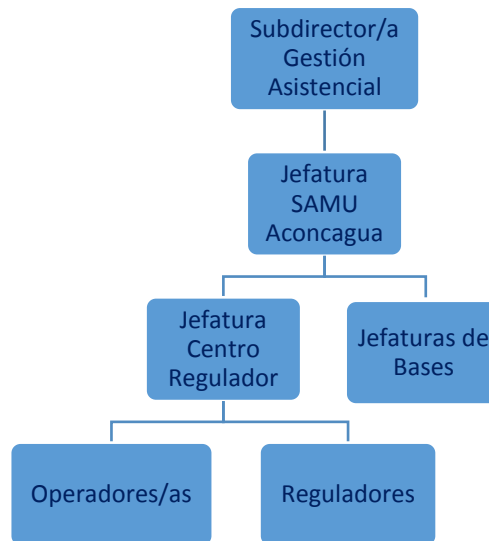 Subdirector/a
Gestión
Asistencial
Jefatura
SAMU
Aconcagua
Jefatura
Centro
Regulador
Jefaturas de
Bases
Operadores/as
Reguladores